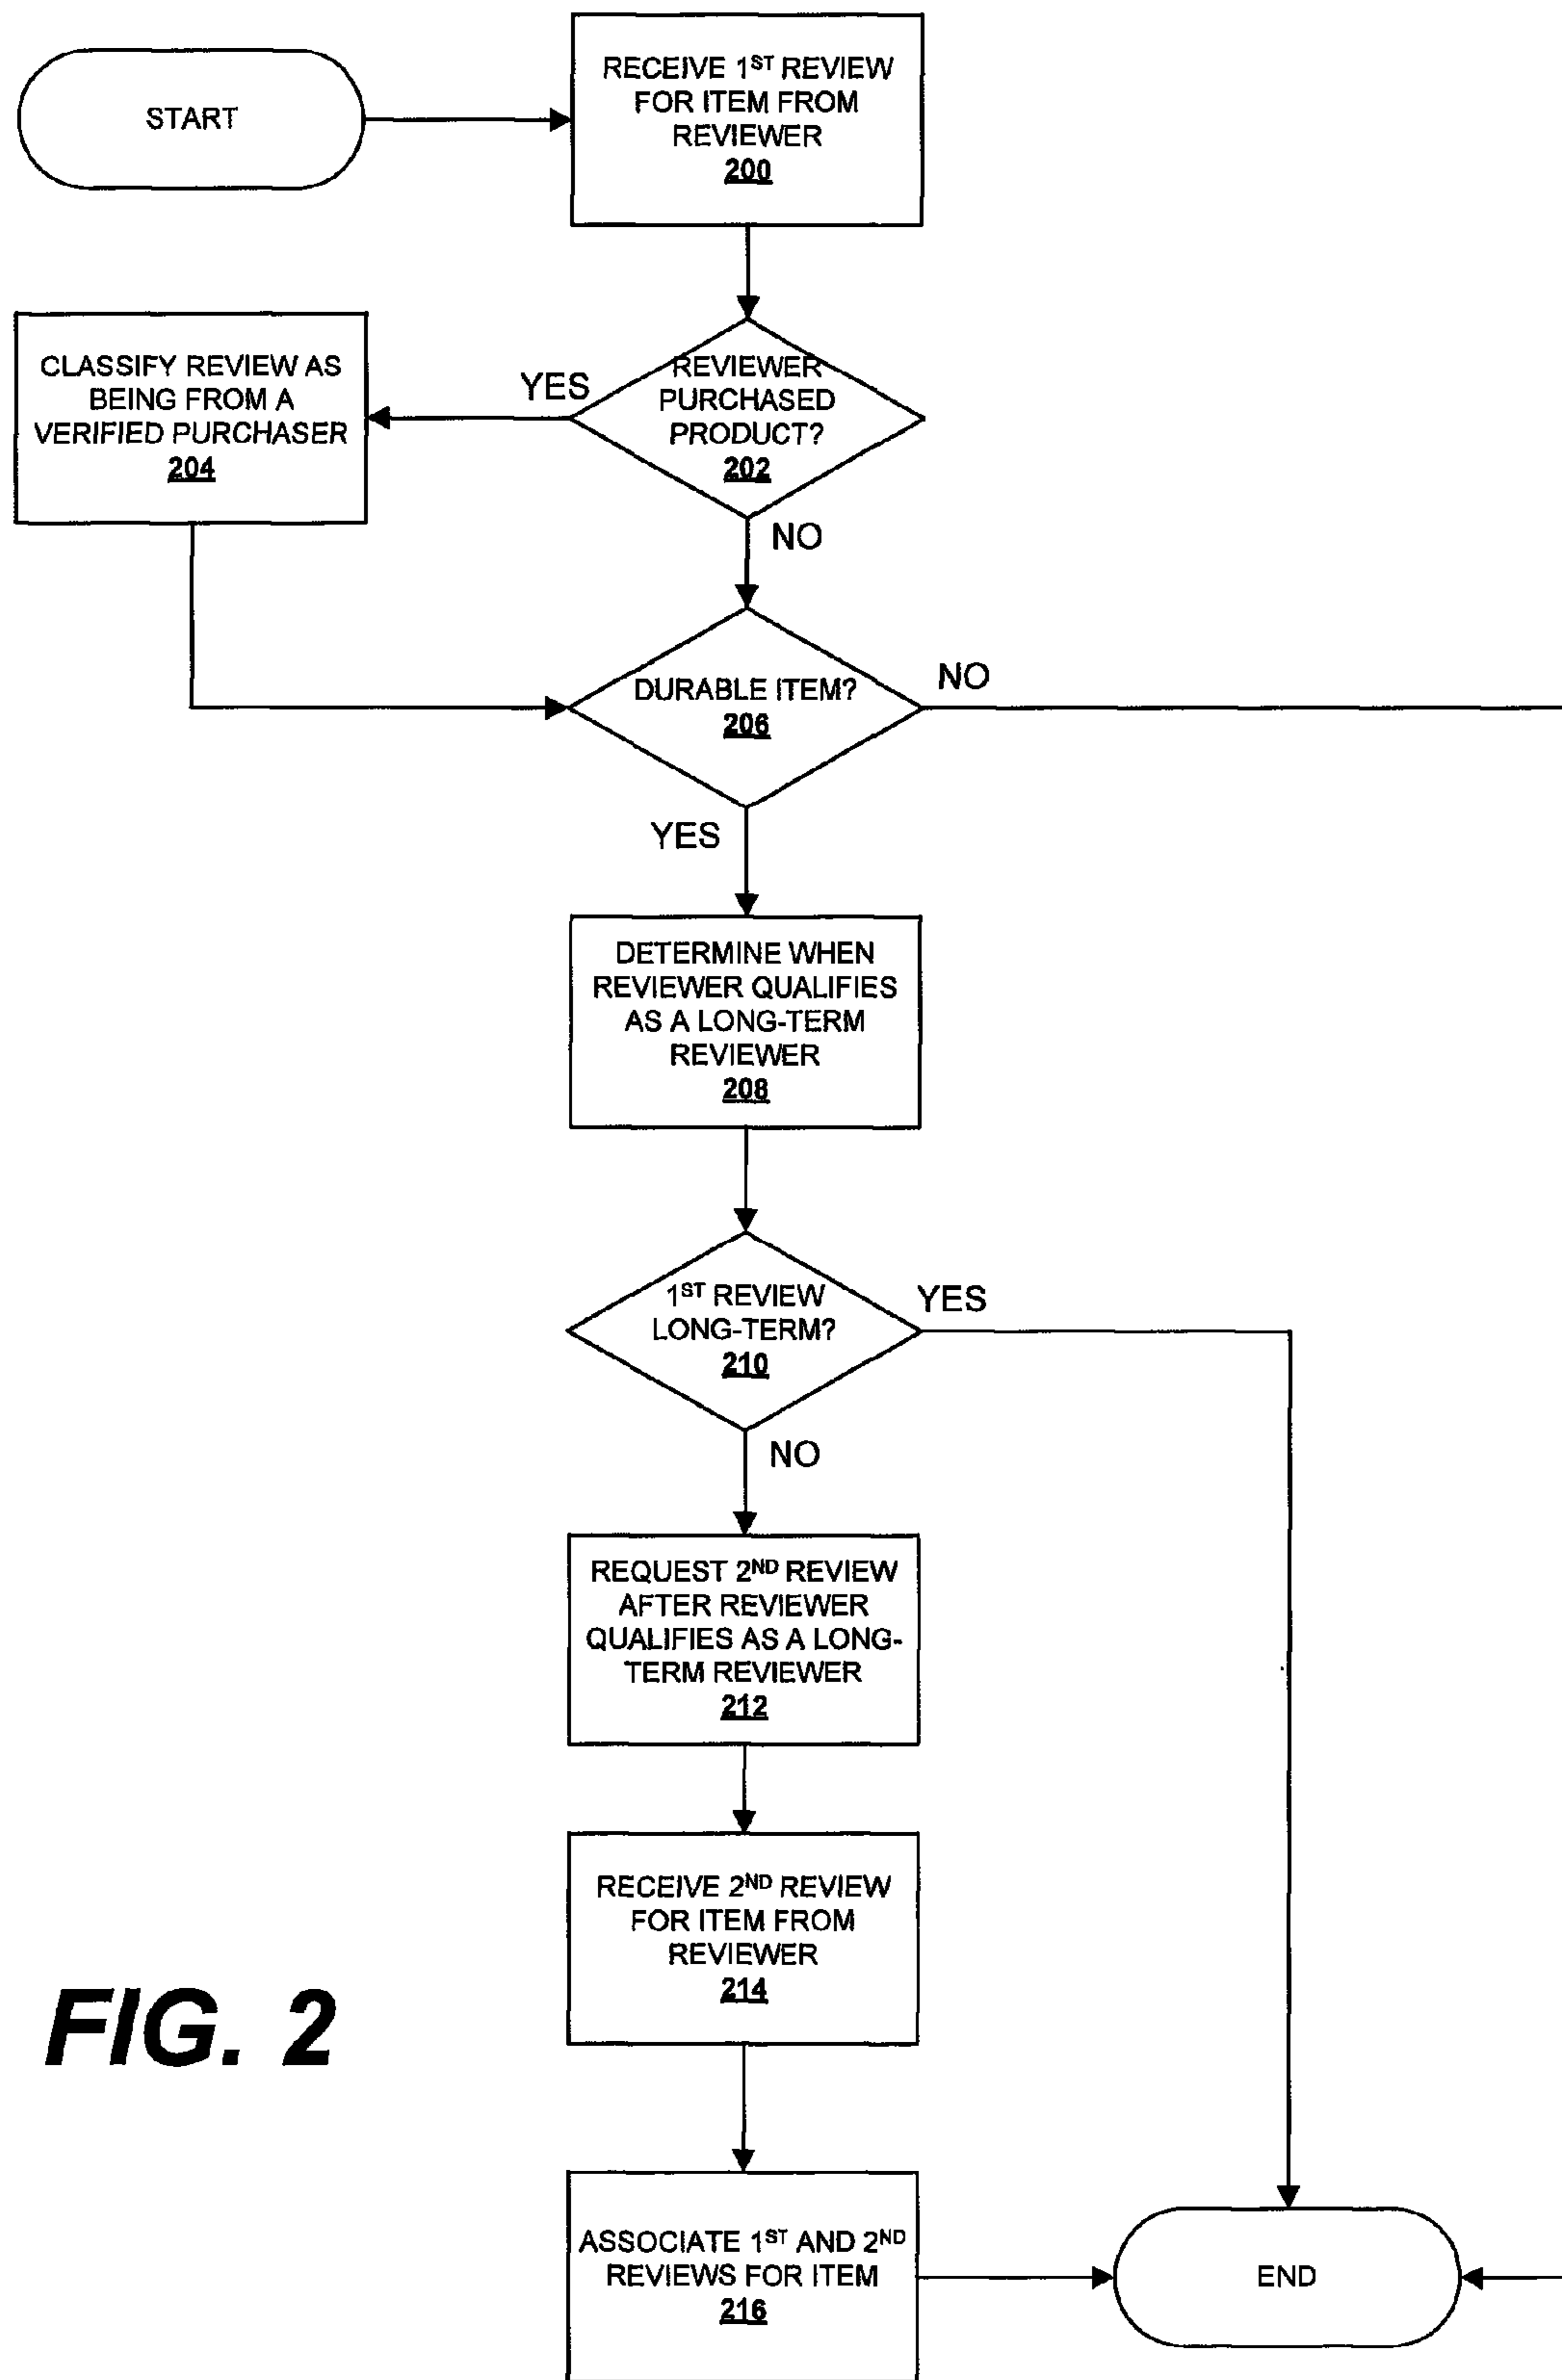 START
RECEIVE 1ST REVIEW
FOR ITEM FROM
REVIEWER
200
REVIEWER
PURCHASED
PRODUCT?
202
YES
CLASSIFY REVIEW AS
BEING FROM A
VERIFIED PURCHASER
204
NO
DURABLE ITEM?
206
NO
YES
DETERMINE WHEN
REVIEWER QUALIFIES
AS A LONG-TERM
REVIEWER
208
1ST REVIEW
LONG-TERM?
210
YES
NO
REQUEST 2ND REVIEW
AFTER REVIEWER
QUALIFIES AS A LONG-
TERM REVIEWER
212
RECEIVE 2ND REVIEW
FOR ITEM FROM
REVIEWER
214
ASSOCIATE 1ST AND 2ND
REVIEWS FOR ITEM
216
END
FIG. 2